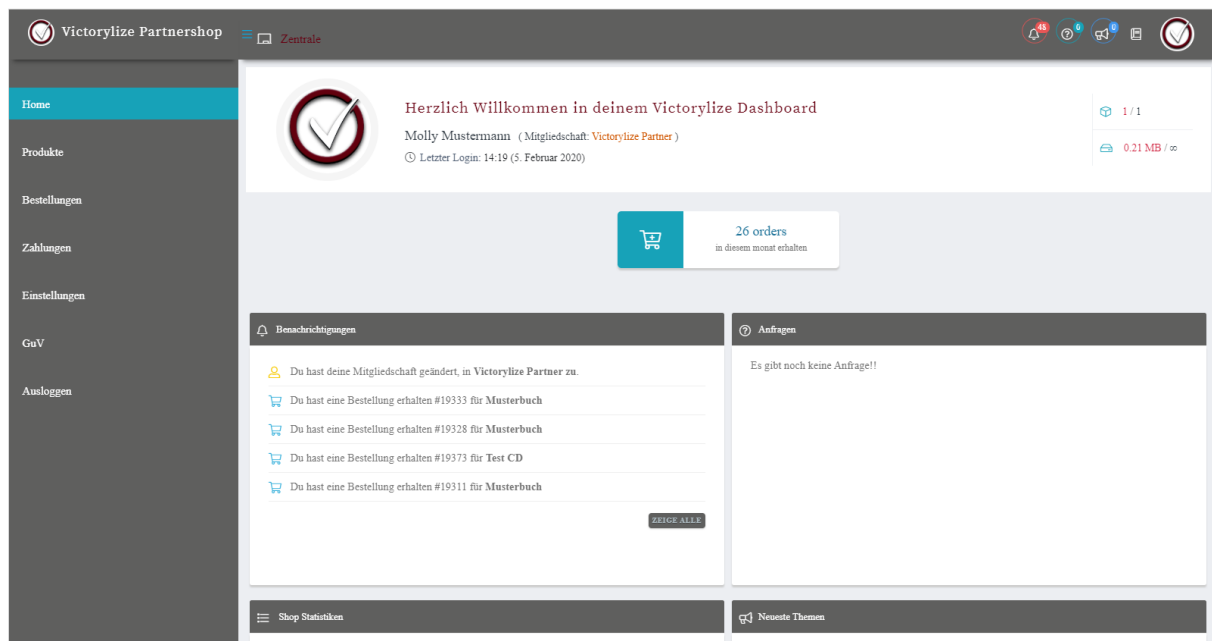 Victorylize Partnershop
Zentrale
46
0
0
Home
Produkte
Bestellungen
Zahlungen
Einstellungen
GuV
Ausloggen
Herzlich Willkommen in deinem Victorylize Dashboard
Molly Mustermann ( Mitgliedschaft: Victorylize Partner )
Letzter Login: 14:19 (5. Februar 2020)
1 / 1
0.21 MB / ∞
26 orders
in diesem monat erhalten
Benachrichtigungen
Du hast deine Mitgliedschaft geändert, in Victorylize Partner zu.
Du hast eine Bestellung erhalten #19333 für Musterbuch
Du hast eine Bestellung erhalten #19328 für Musterbuch
Du hast eine Bestellung erhalten #19373 für Test CD
Du hast eine Bestellung erhalten #19311 für Musterbuch
ZEIGE ALLE
Anfragen
Es gibt noch keine Anfrage!!
Shop Statistiken
Neueste Themen